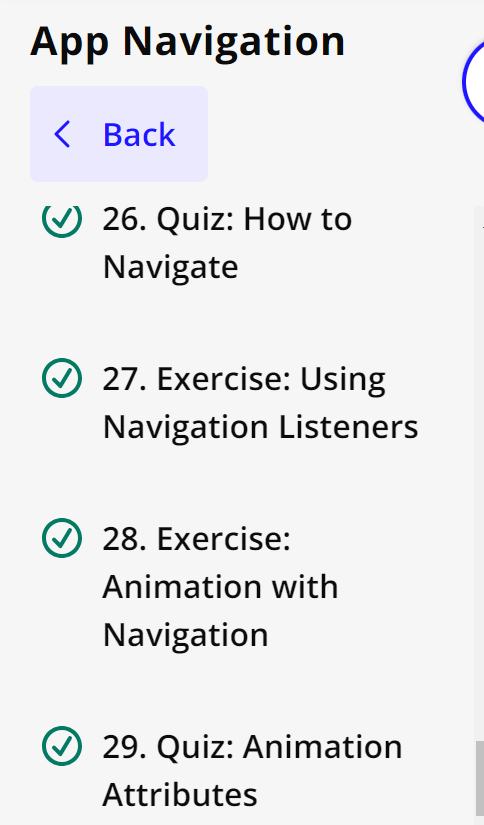 App Navigation
Back
26. Quiz: How to
Navigate
27. Exercise: Using
Navigation Listeners
28. Exercise:
Animation with
Navigation
29. Quiz: Animation
Attributes